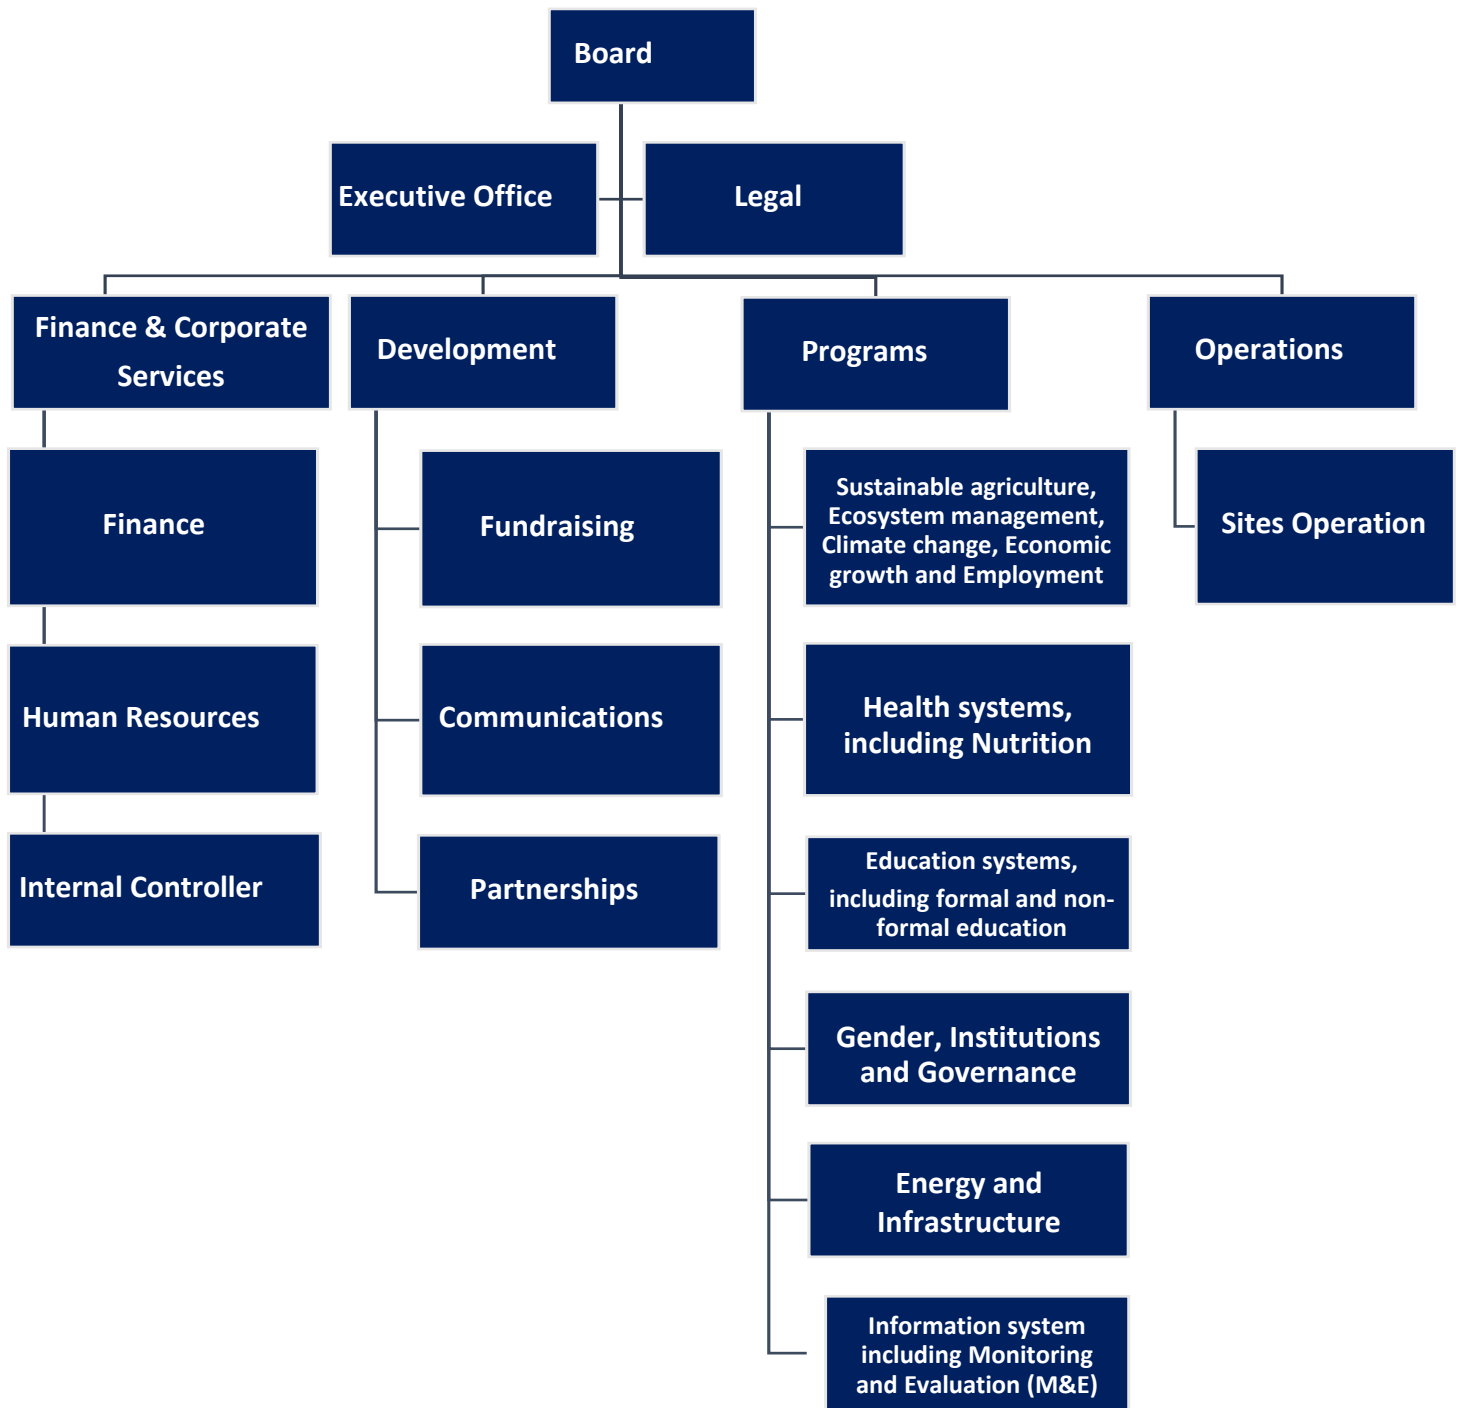 Board
Executive Office
Legal
Finance & Corporate
Services
Development
Programs
Operations
Finance
Human Resources
Internal Controller
Fundraising
Communications
Partnerships
Sustainable agriculture,
Ecosystem management,
Climate change, Economic
growth and Employment
Health systems,
including Nutrition
Education systems,
including formal and non-
formal education
Gender, Institutions
and Governance
Energy and
Infrastructure
Information system
including Monitoring
and Evaluation (M&E)
Sites Operation